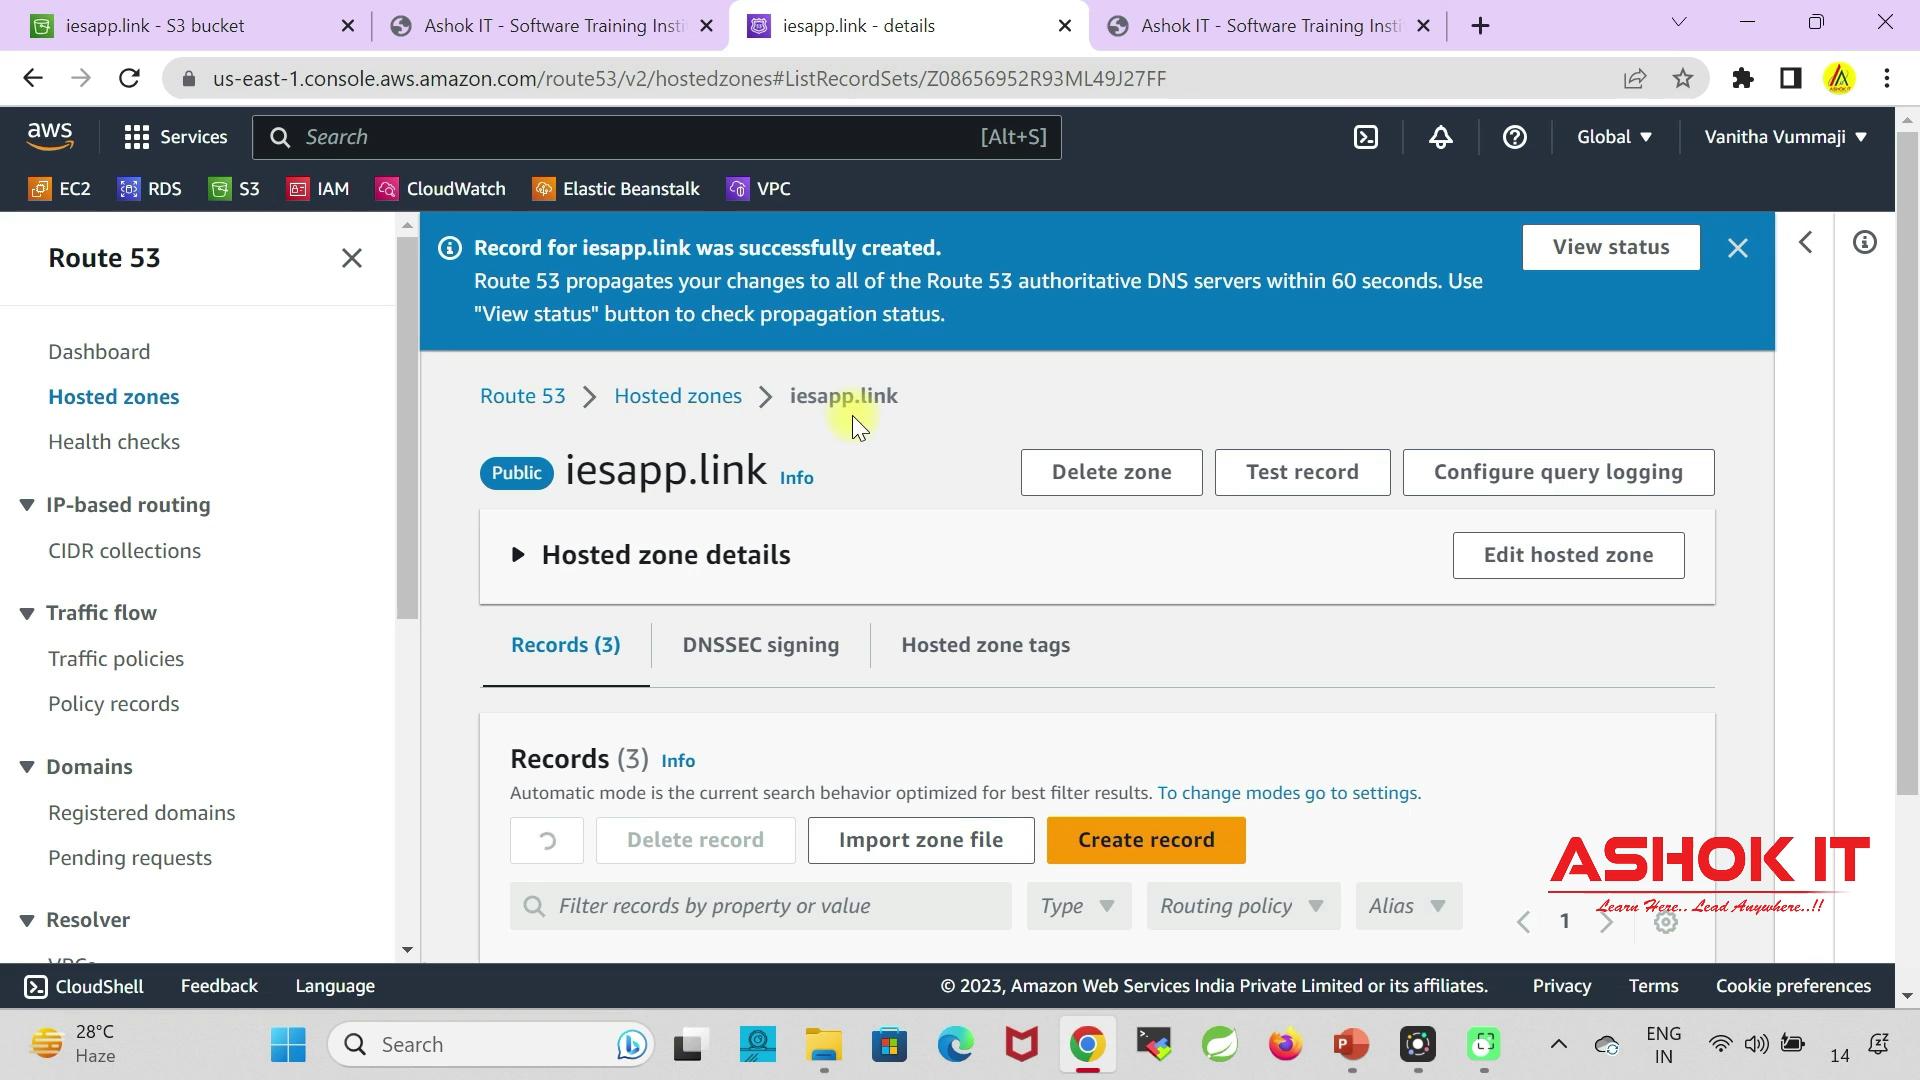 iesapp.link - S3 bucket
Ashok IT - Software Training Insti
iesapp.link - details
Ashok IT - Software Training Insti
us-east-1.console.aws.amazon.com/route53/v2/hostedzones#ListRecordSets/Z08656952R93ML49J27FF
aws
Services
Search
[Alt+S]
Global
Vanitha Vummaji
EC2
RDS
S3
IAM
CloudWatch
Elastic Beanstalk
VPC
Route 53
Dashboard
Hosted zones
Health checks
IP-based routing
CIDR collections
Traffic flow
Traffic policies
Policy records
Domains
Registered domains
Pending requests
Resolver
VPCs
Record for iesapp.link was successfully created.
Route 53 propagates your changes to all of the Route 53 authoritative DNS servers within 60 seconds. Use
"View status" button to check propagation status.
View status
Route 53
Hosted zones
iesapp.link
Public
iesapp.link
Info
Delete zone
Test record
Configure query logging
Hosted zone details
Edit hosted zone
Records (3)
DNSSEC signing
Hosted zone tags
Records (3) Info
Automatic mode is the current search behavior optimized for best filter results. To change modes go to settings.
Delete record
Import zone file
Create record
Filter records by property or value
Type
Routing policy
Alias
1
ASHOK IT
Learn Here.. Lead Anywhere..!!
CloudShell
Feedback
Language
© 2023, Amazon Web Services India Private Limited or its affiliates.
Privacy
Terms
Cookie preferences
28°C
Haze
Search
ENG
IN
14